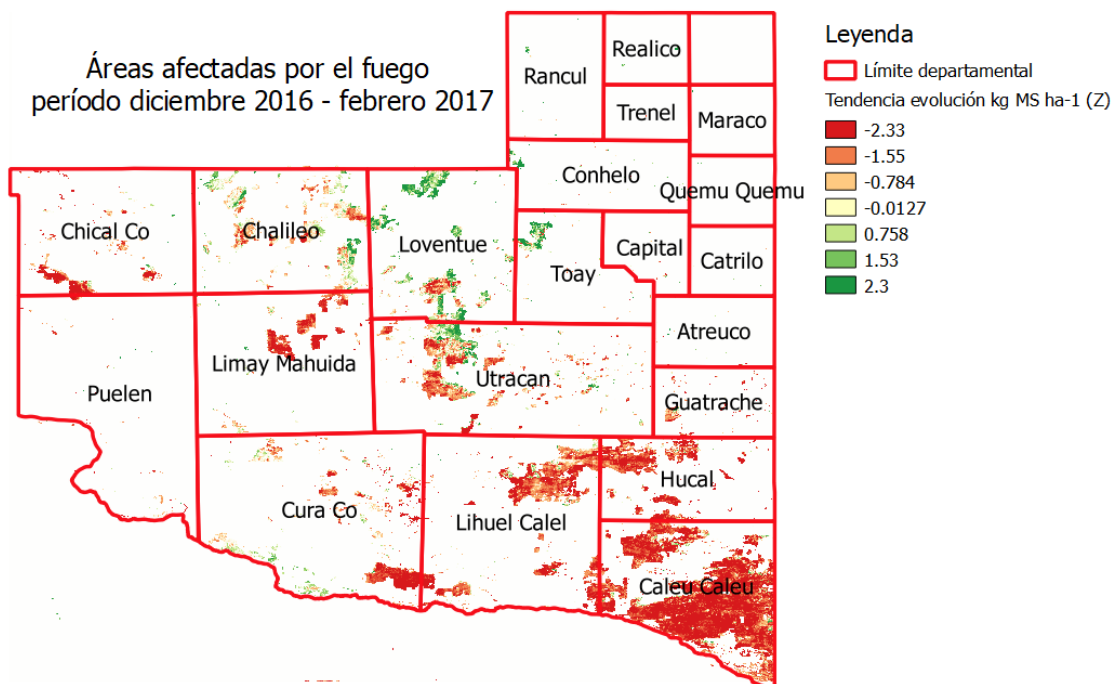 Áreas afectadas por el fuego
período diciembre 2016 - febrero 2017
Leyenda
Límite departamental
Tendencia evolución kg MS ha-1 (Z)
-2.33
-1.55
-0.784
-0.0127
0.758
1.53
2.3
Realico
Rancul
Trenel
Maraco
Conhelo
Quemu Quemu
Chical Co
Chalileo
Loventue
Capital
Toay
Catrilo
Atreuco
Limay Mahuida
Puelen
Utracan
Guatrache
Hucal
Cura Co
Lihuel Calel
Caleu Caleu